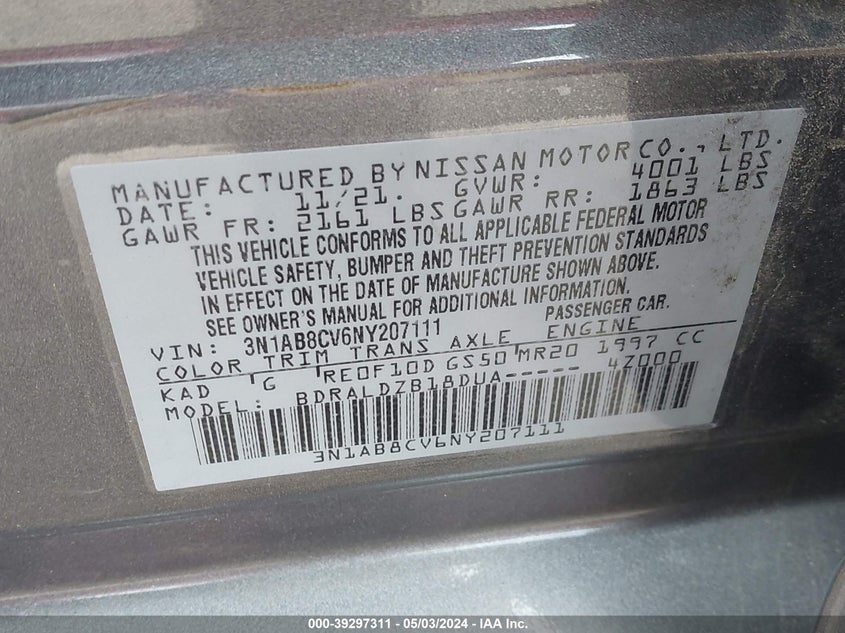 MANUFACTURED BY NISSAN MOTOR CO., LTD.
DATE: 11/21. GVWR: 4001 LBS
GAWR FR: 2161 LBS GAWR RR: 1863 LBS
THIS VEHICLE CONFORMS TO ALL APPLICABLE FEDERAL MOTOR
VEHICLE SAFETY, BUMPER AND THEFT PREVENTION STANDARDS
IN EFFECT ON THE DATE OF MANUFACTURE SHOWN ABOVE.
SEE OWNER'S MANUAL FOR ADDITIONAL INFORMATION.
VIN: 3N1AB8CV6NY207111 PASSENGER CAR.
COLOR TRIM TRANS AXLE ENGINE
KAD G RE0F10D GS50 MR20 1997 CC
MODEL: BDRALDZB18DUA----- 4Z000
3N1AB8CV6NY207111
000-39297311 - 05/03/2024 - IAA Inc.